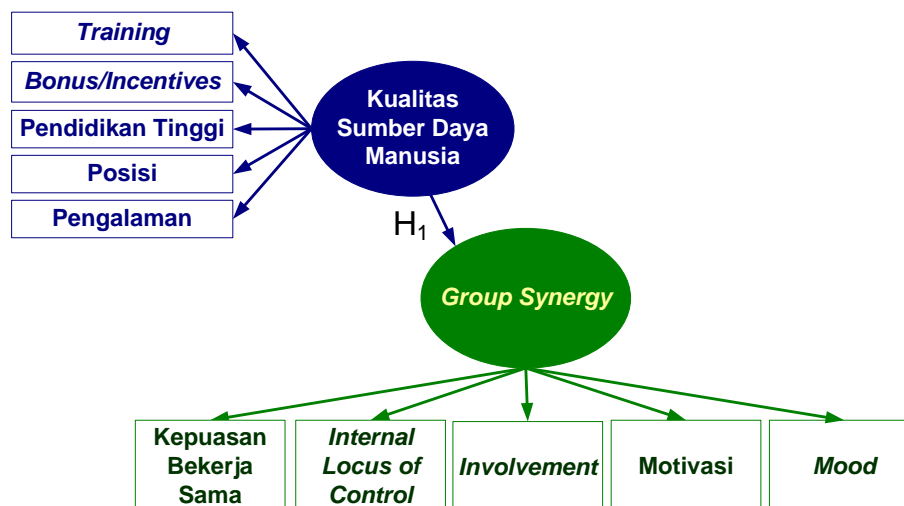 Training
Bonus/Incentives
Pendidikan Tinggi
Posisi
Pengalaman
Kualitas
Sumber Daya
Manusia
H₁
Group Synergy
Kepuasan
Bekerja
Sama
Internal
Locus of
Control
Involvement
Motivasi
Mood